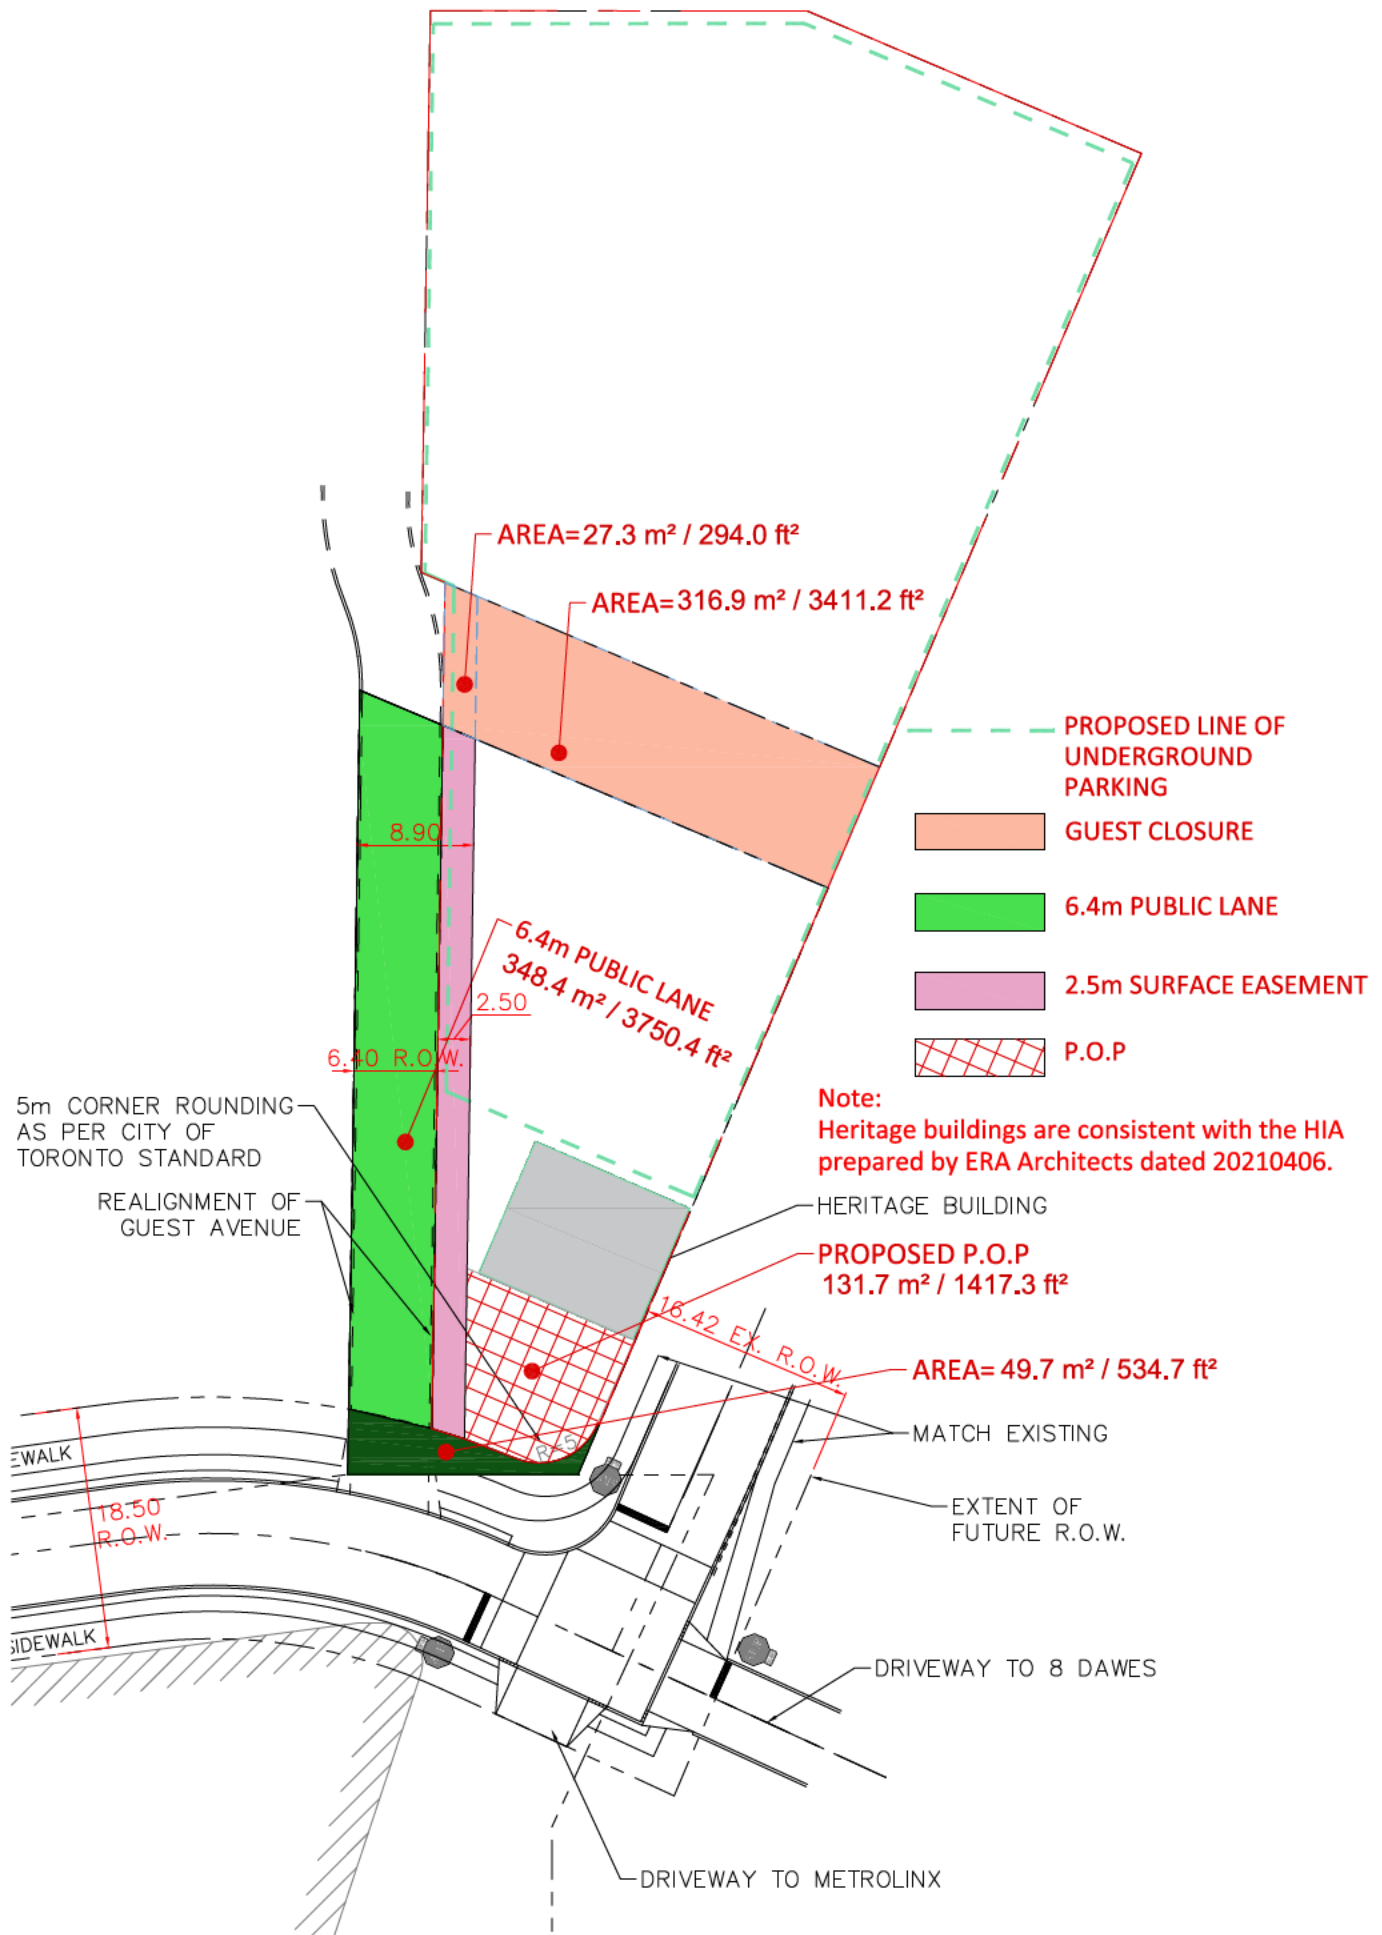 AREA=27.3 m² / 294.0 ft²
AREA=316.9 m² / 3411.2 ft²
PROPOSED LINE OF
UNDERGROUND
PARKING
GUEST CLOSURE
8.90
6.4m PUBLIC LANE
6.4m PUBLIC LANE
348.4 m² / 3750.4 ft²
2.5m SURFACE EASEMENT
2.50
6.40 R.O.W.
P.O.P
5m CORNER ROUNDING
AS PER CITY OF
TORONTO STANDARD
Note:
Heritage buildings are consistent with the HIA
prepared by ERA Architects dated 20210406.
REALIGNMENT OF
GUEST AVENUE
HERITAGE BUILDING
PROPOSED P.O.P
131.7 m² / 1417.3 ft²
16.42 EX. R.O.W.
AREA= 49.7 m² / 534.7 ft²
MATCH EXISTING
R=5
EWALK
18.50
R.O.W.
EXTENT OF
FUTURE R.O.W.
SIDEWALK
DRIVEWAY TO 8 DAWES
DRIVEWAY TO METROLINX